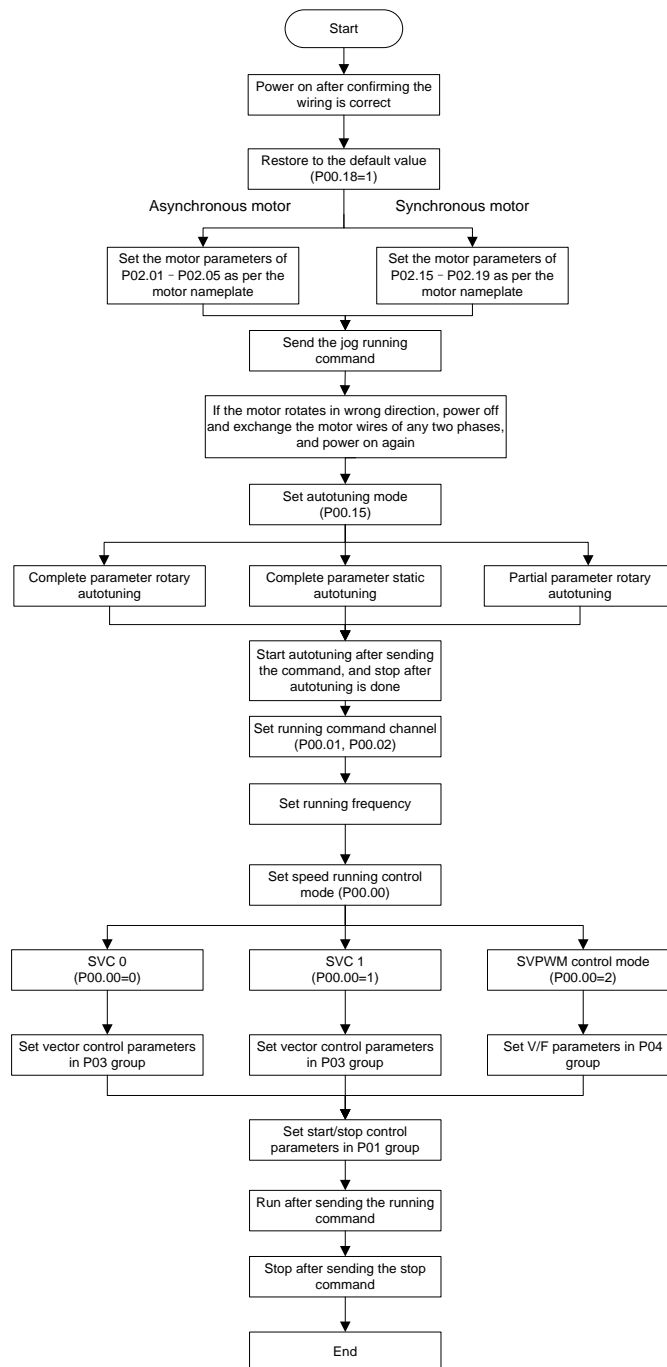 Start
Power on after confirming the
wiring is correct
Restore to the default value
(P00.18=1)
Asynchronous motor
Synchronous motor
Set the motor parameters of
P02.01–P02.05 as per the
motor nameplate
Set the motor parameters of
P02.15–P02.19 as per the
motor nameplate
Send the jog running
command
If the motor rotates in wrong direction, power off
and exchange the motor wires of any two phases,
and power on again
Set autotuning mode
(P00.15)
Complete parameter rotary
autotuning
Complete parameter static
autotuning
Partial parameter rotary
autotuning
Start autotuning after sending
the command, and stop after
autotuning is done
Set running command channel
(P00.01, P00.02)
Set running frequency
Set speed running control
mode (P00.00)
SVC 0
(P00.00=0)
SVC 1
(P00.00=1)
SVPWM control mode
(P00.00=2)
Set vector control parameters
in P03 group
Set vector control parameters
in P03 group
Set V/F parameters in P04
group
Set start/stop control
parameters in P01 group
Run after sending the running
command
Stop after sending the stop
command
End